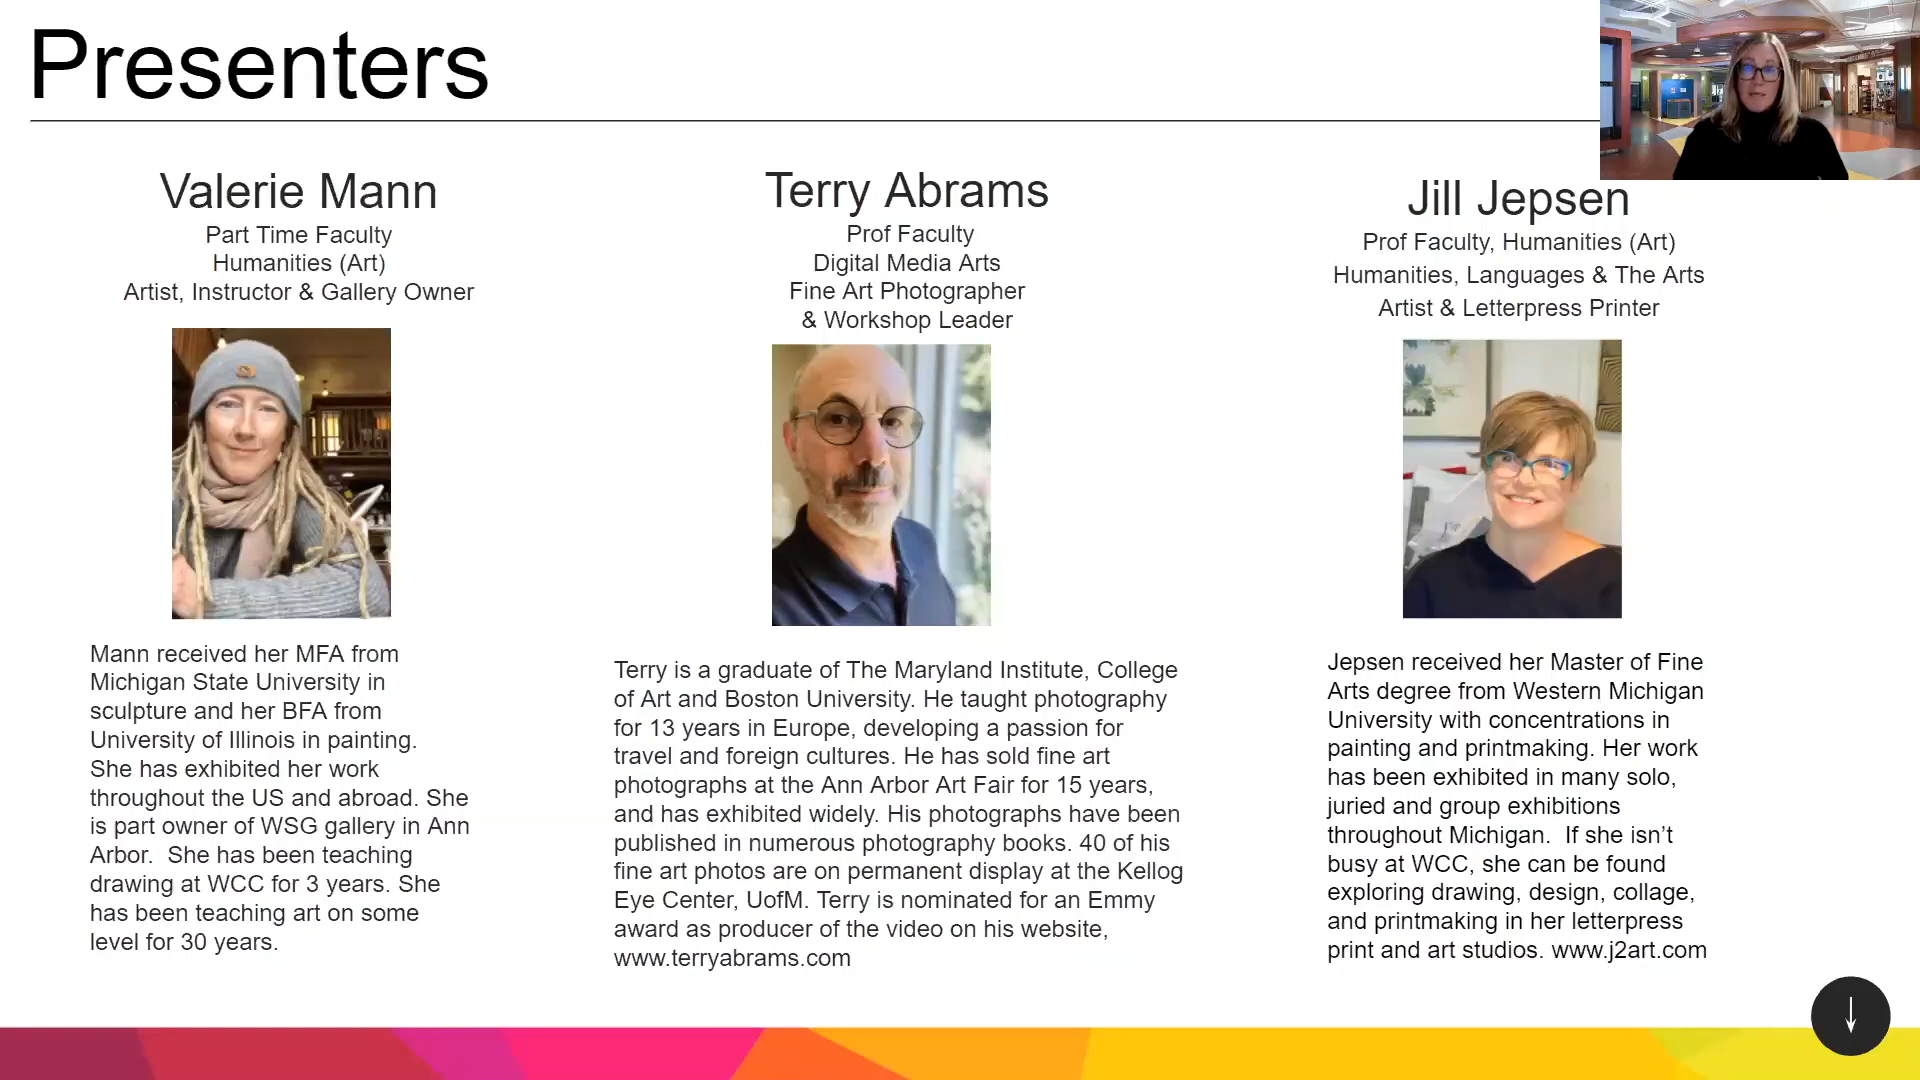 Presenters
Valerie Mann
Part Time Faculty
Humanities (Art)
Artist, Instructor & Gallery Owner
Mann received her MFA from
Michigan State University in
sculpture and her BFA from
University of Illinois in painting.
She has exhibited her work
throughout the US and abroad. She
is part owner of WSG gallery in Ann
Arbor.  She has been teaching
drawing at WCC for 3 years. She
has been teaching art on some
level for 30 years.
Terry Abrams
Prof Faculty
Digital Media Arts
Fine Art Photographer
& Workshop Leader
Terry is a graduate of The Maryland Institute, College
of Art and Boston University. He taught photography
for 13 years in Europe, developing a passion for
travel and foreign cultures. He has sold fine art
photographs at the Ann Arbor Art Fair for 15 years,
and has exhibited widely. His photographs have been
published in numerous photography books. 40 of his
fine art photos are on permanent display at the Kellog
Eye Center, UofM. Terry is nominated for an Emmy
award as producer of the video on his website,
www.terryabrams.com
Jill Jepsen
Prof Faculty, Humanities (Art)
Humanities, Languages & The Arts
Artist & Letterpress Printer
Jepsen received her Master of Fine
Arts degree from Western Michigan
University with concentrations in
painting and printmaking. Her work
has been exhibited in many solo,
juried and group exhibitions
throughout Michigan.  If she isn’t
busy at WCC, she can be found
exploring drawing, design, collage,
and printmaking in her letterpress
print and art studios. www.j2art.com